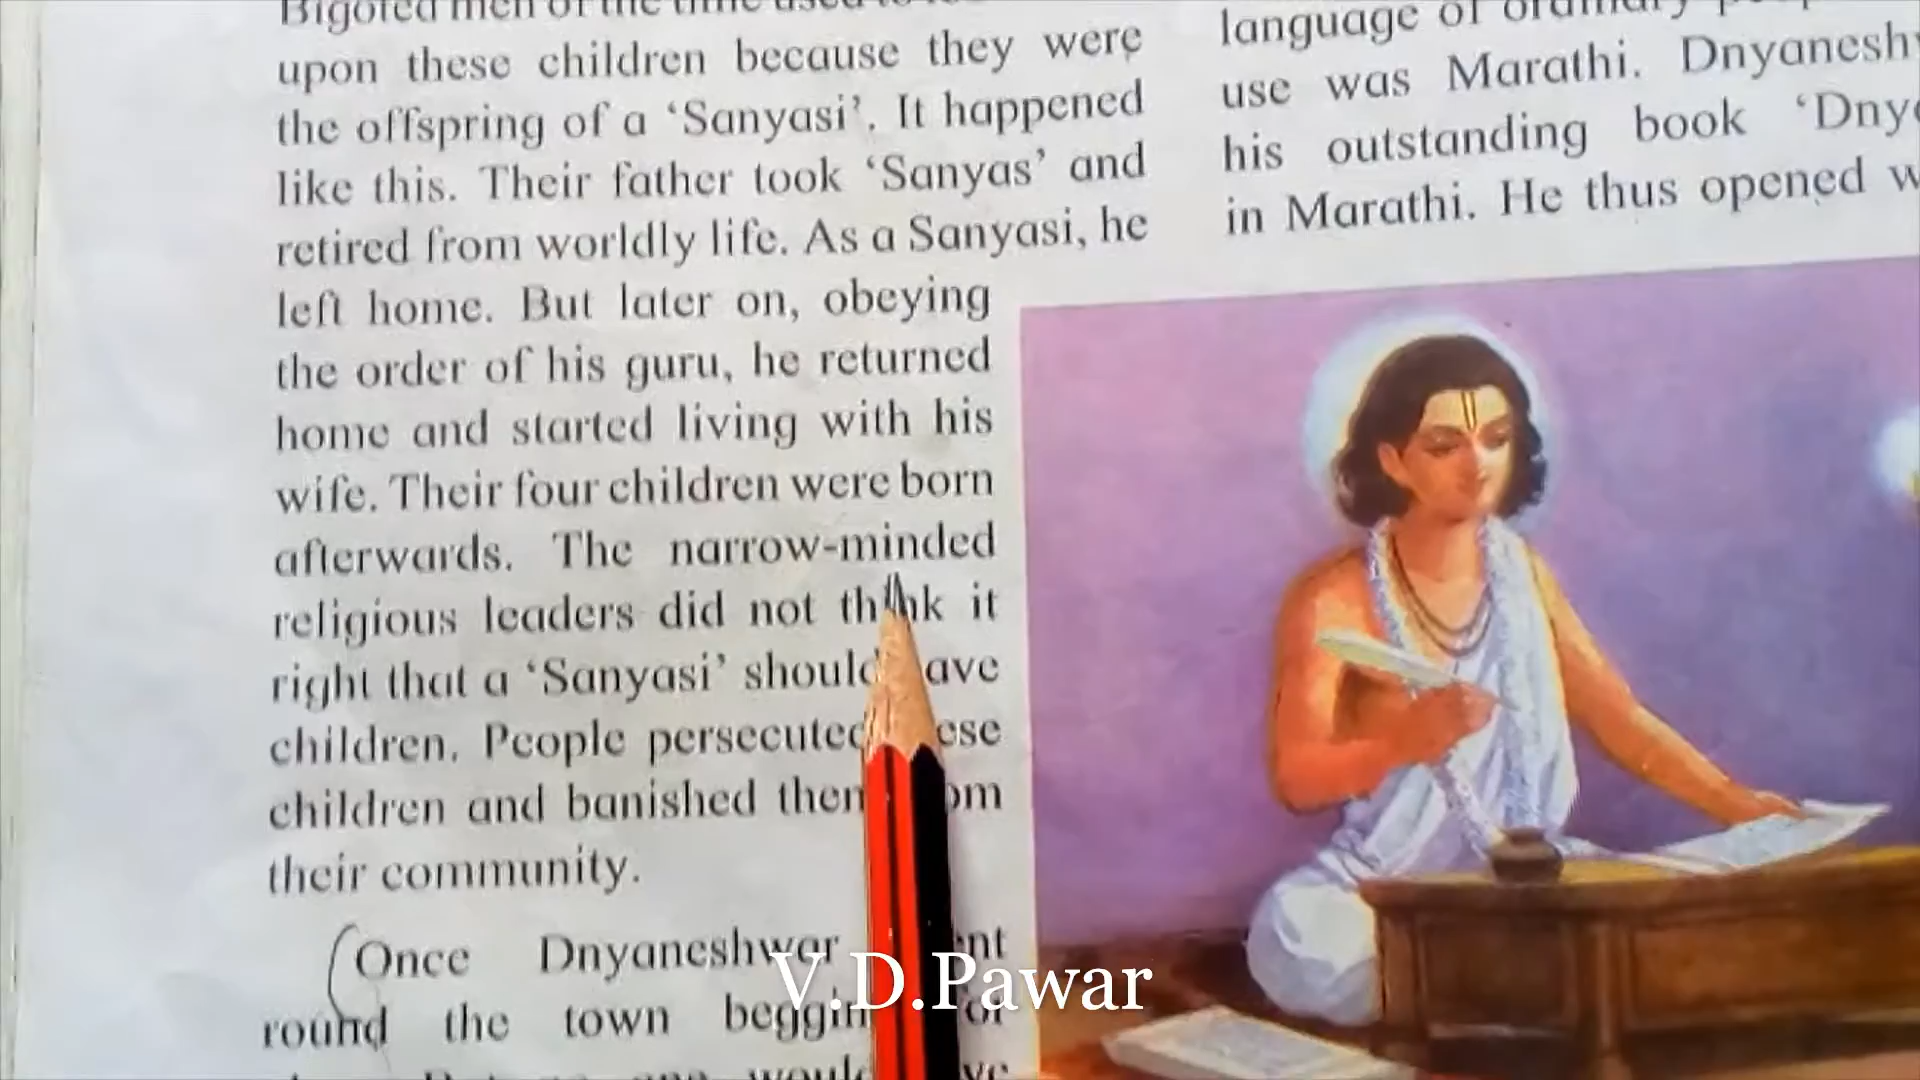 Bigoted men of the time used to
upon these children because they were
the offspring of a ‘Sanyasi’. It happened
like this. Their father took ‘Sanyas’ and
retired from worldly life. As a Sanyasi, he
left home. But later on, obeying
the order of his guru, he returned
home and started living with his
wife. Their four children were born
afterwards. The narrow-minded
religious leaders did not think it
right that a ‘Sanyasi’ should have
children. People persecuted these
children and banished them from
their community.
Once Dnyaneshwar went
round the town begging for
language of ordinary
use was Marathi.
his outstanding book
in Marathi. He thus opened
V.D.Pawar